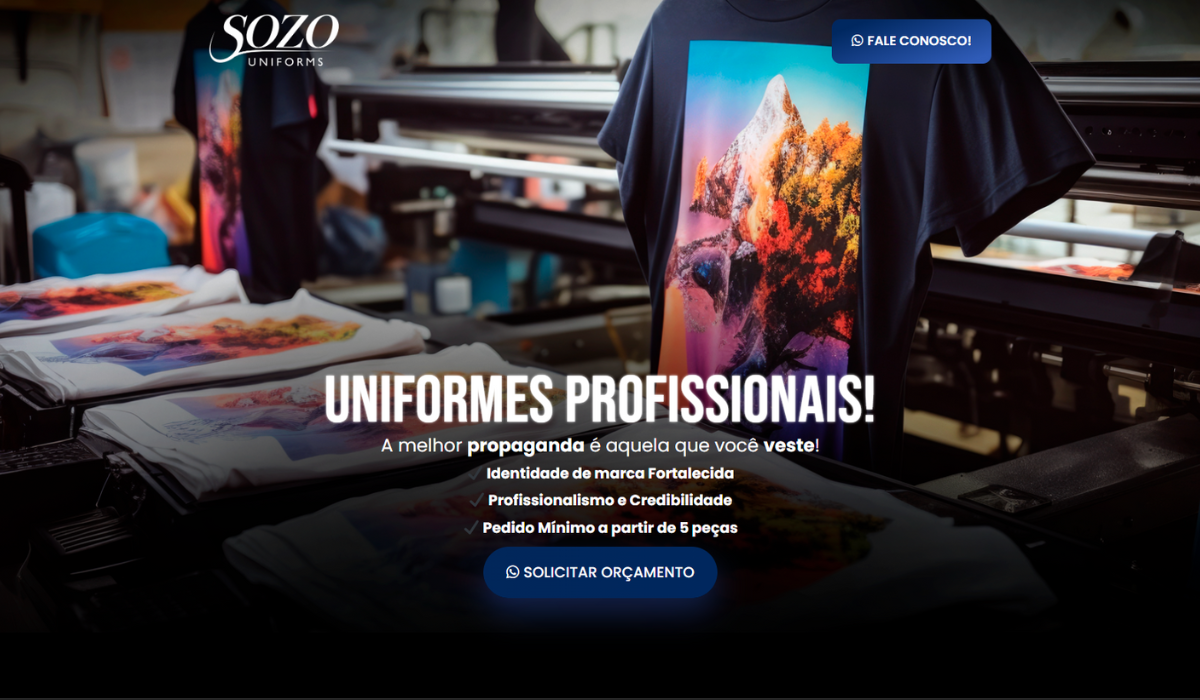 SOZO
UNIFORMS
FALE CONOSCO!
UNIFORMES PROFISSIONAIS!
A melhor propaganda é aquela que você veste!
Identidade de marca Fortalecida
Profissionalismo e Credibilidade
Pedido Mínimo a partir de 5 peças
SOLICITAR ORÇAMENTO